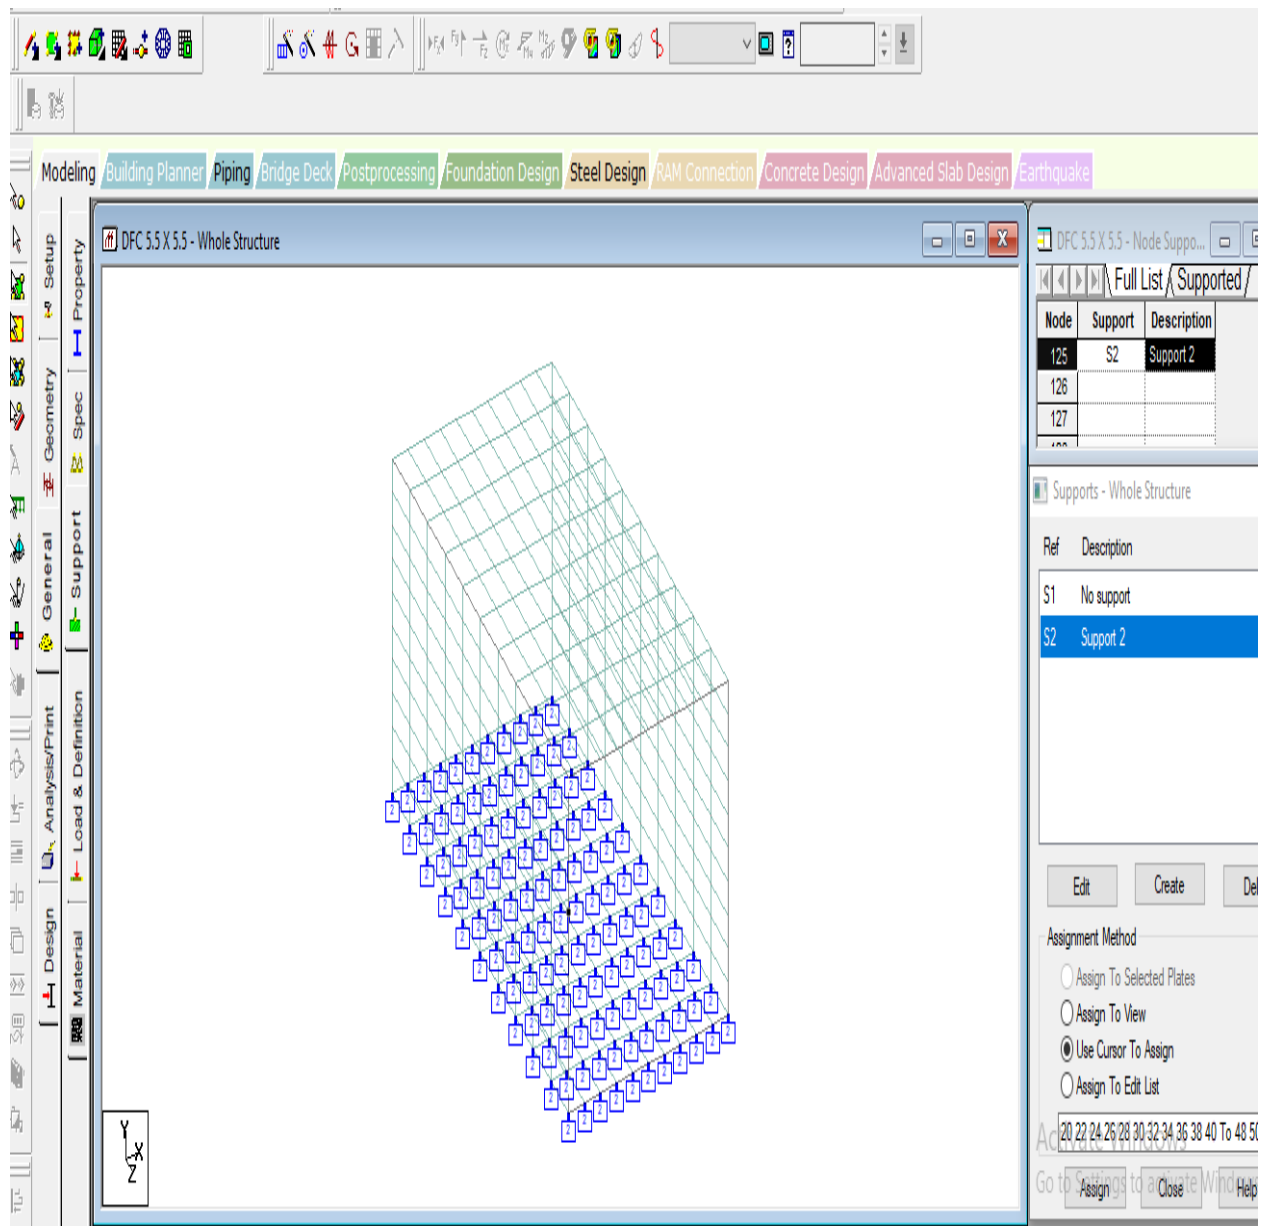 Modeling Building Planner Piping Bridge Deck Postprocessing Foundation Design Steel Design RAM Connection Concrete Design Advanced Slab Design Earthquake
Setup
Geometry
General
Analysis/Print
Design
Property
Spec
Support
Load & Definition
Material
DFC 5.5 X 5.5 - Whole Structure
Y
X
Z
DFC 5.5 X 5.5 - Node Suppo...
Full List Supported
Node Support Description
125 S2 Support 2
126
127
Supports - Whole Structure
Ref Description
S1 No support
S2 Support 2
Edit Create Del
Assignment Method
Assign To Selected Plates
Assign To View
Use Cursor To Assign
Assign To Edit List
20 22 24 26 28 30 32 34 36 38 40 To 48 50
Assign Close Help
Activate Windows
Go to Settings to activate Windows